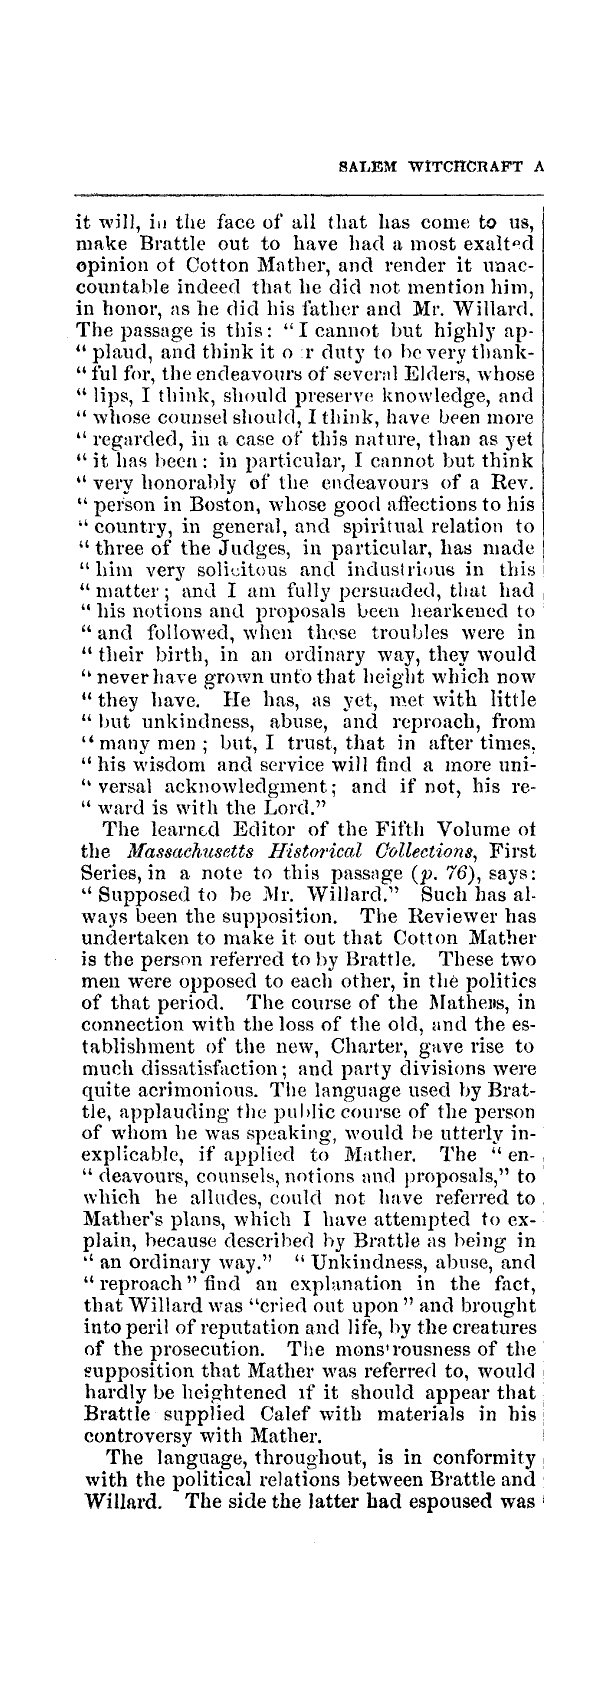 SALEM WITCHCRAFT A
it will, in the face of all that has come to us,
make Brattle out to have had a most exalted
opinion of Cotton Mather, and render it unac-
countable indeed that he did not mention him,
in honor, as he did his father and Mr. Willard.
The passage is this: "I cannot but highly ap-
"plaud, and think it o r duty to be very thank-
"ful for, the endeavours of several Elders, whose
"lips, I think, should preserve knowledge, and
"whose counsel should, I think, have been more
"regarded, in a case of this nature, than as yet
"it has been: in particular, I cannot but think
"very honorably of the endeavours of a Rev.
"person in Boston, whose good affections to his
"country, in general, and spiritual relation to
"three of the Judges, in particular, has made
"him very solicitous and industrious in this
"matter; and I am fully persuaded, that had
"his notions and proposals been hearkened to
"and followed, when these troubles were in
"their birth, in an ordinary way, they would
"never have grown unto that height which now
"they have. He has, as yet, met with little
"but unkindness, abuse, and reproach, from
"many men; but, I trust, that in after times,
"his wisdom and service will find a more uni-
"versal acknowledgment; and if not, his re-
"ward is with the Lord."
The learned Editor of the Fifth Volume of
the Massachusetts Historical Collections, First
Series, in a note to this passage (p. 76), says:
"Supposed to be Mr. Willard." Such has al-
ways been the supposition. The Reviewer has
undertaken to make it out that Cotton Mather
is the person referred to by Brattle. These two
men were opposed to each other, in the politics
of that period. The course of the Mathers, in
connection with the loss of the old, and the es-
tablishment of the new, Charter, gave rise to
much dissatisfaction; and party divisions were
quite acrimonious. The language used by Brat-
tle, applauding the public course of the person
of whom he was speaking, would be utterly in-
explicable, if applied to Mather. The "en-
"deavours, counsels, notions and proposals," to
which he alludes, could not have referred to
Mather's plans, which I have attempted to ex-
plain, because described by Brattle as being in
"an ordinary way." "Unkindness, abuse, and
"reproach" find an explanation in the fact,
that Willard was "cried out upon" and brought
into peril of reputation and life, by the creatures
of the prosecution. The monstrousness of the
supposition that Mather was referred to, would
hardly be heightened if it should appear that
Brattle supplied Calef with materials in his
controversy with Mather.
The language, throughout, is in conformity
with the political relations between Brattle and
Willard. The side the latter had espoused was